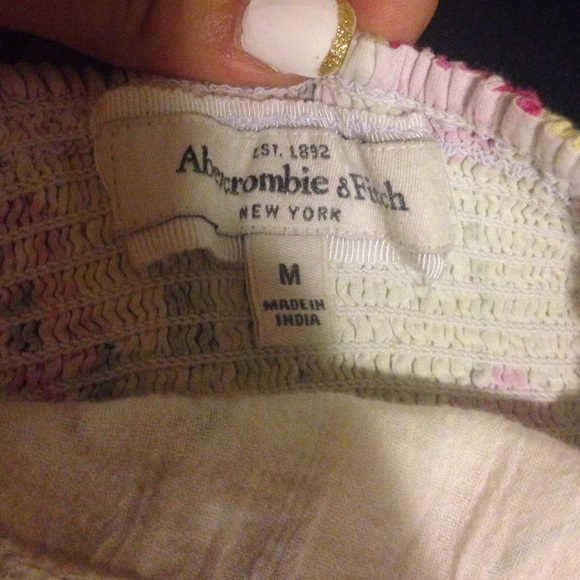 EST. 1892
Abercrombie & Fitch
NEW YORK
M
MADE IN
INDIA